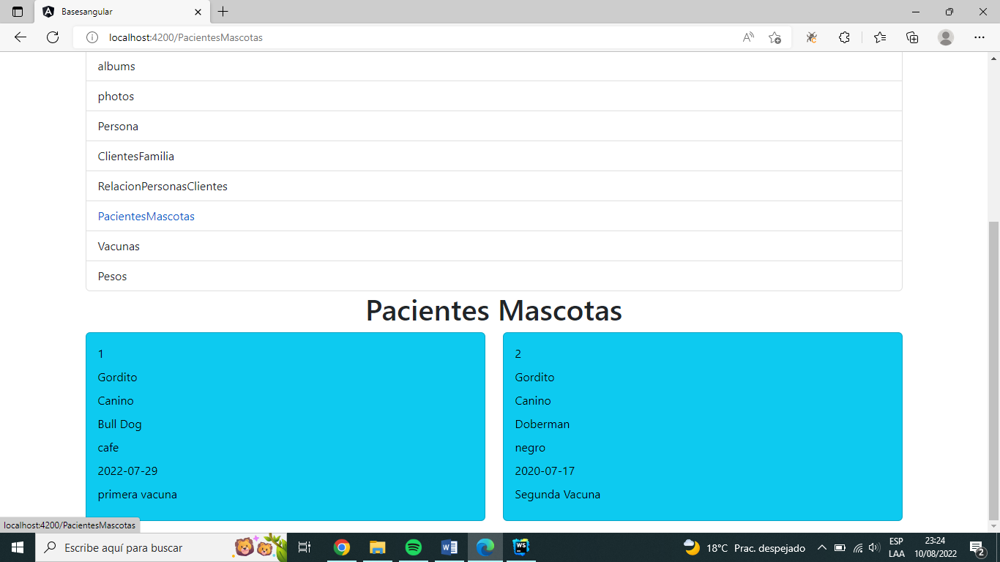 Basesangular
localhost:4200/PacientesMascotas
albums
photos
Persona
ClientesFamilia
RelacionPersonasClientes
PacientesMascotas
Vacunas
Pesos
Pacientes Mascotas
1
Gordito
Canino
Bull Dog
cafe
2022-07-29
primera vacuna
2
Gordito
Canino
Doberman
negro
2020-07-17
Segunda Vacuna
localhost:4200/PacientesMascotas
Escribe aquí para buscar
18°C Prac. despejado
ESP
LAA
23:24
10/08/2022
2